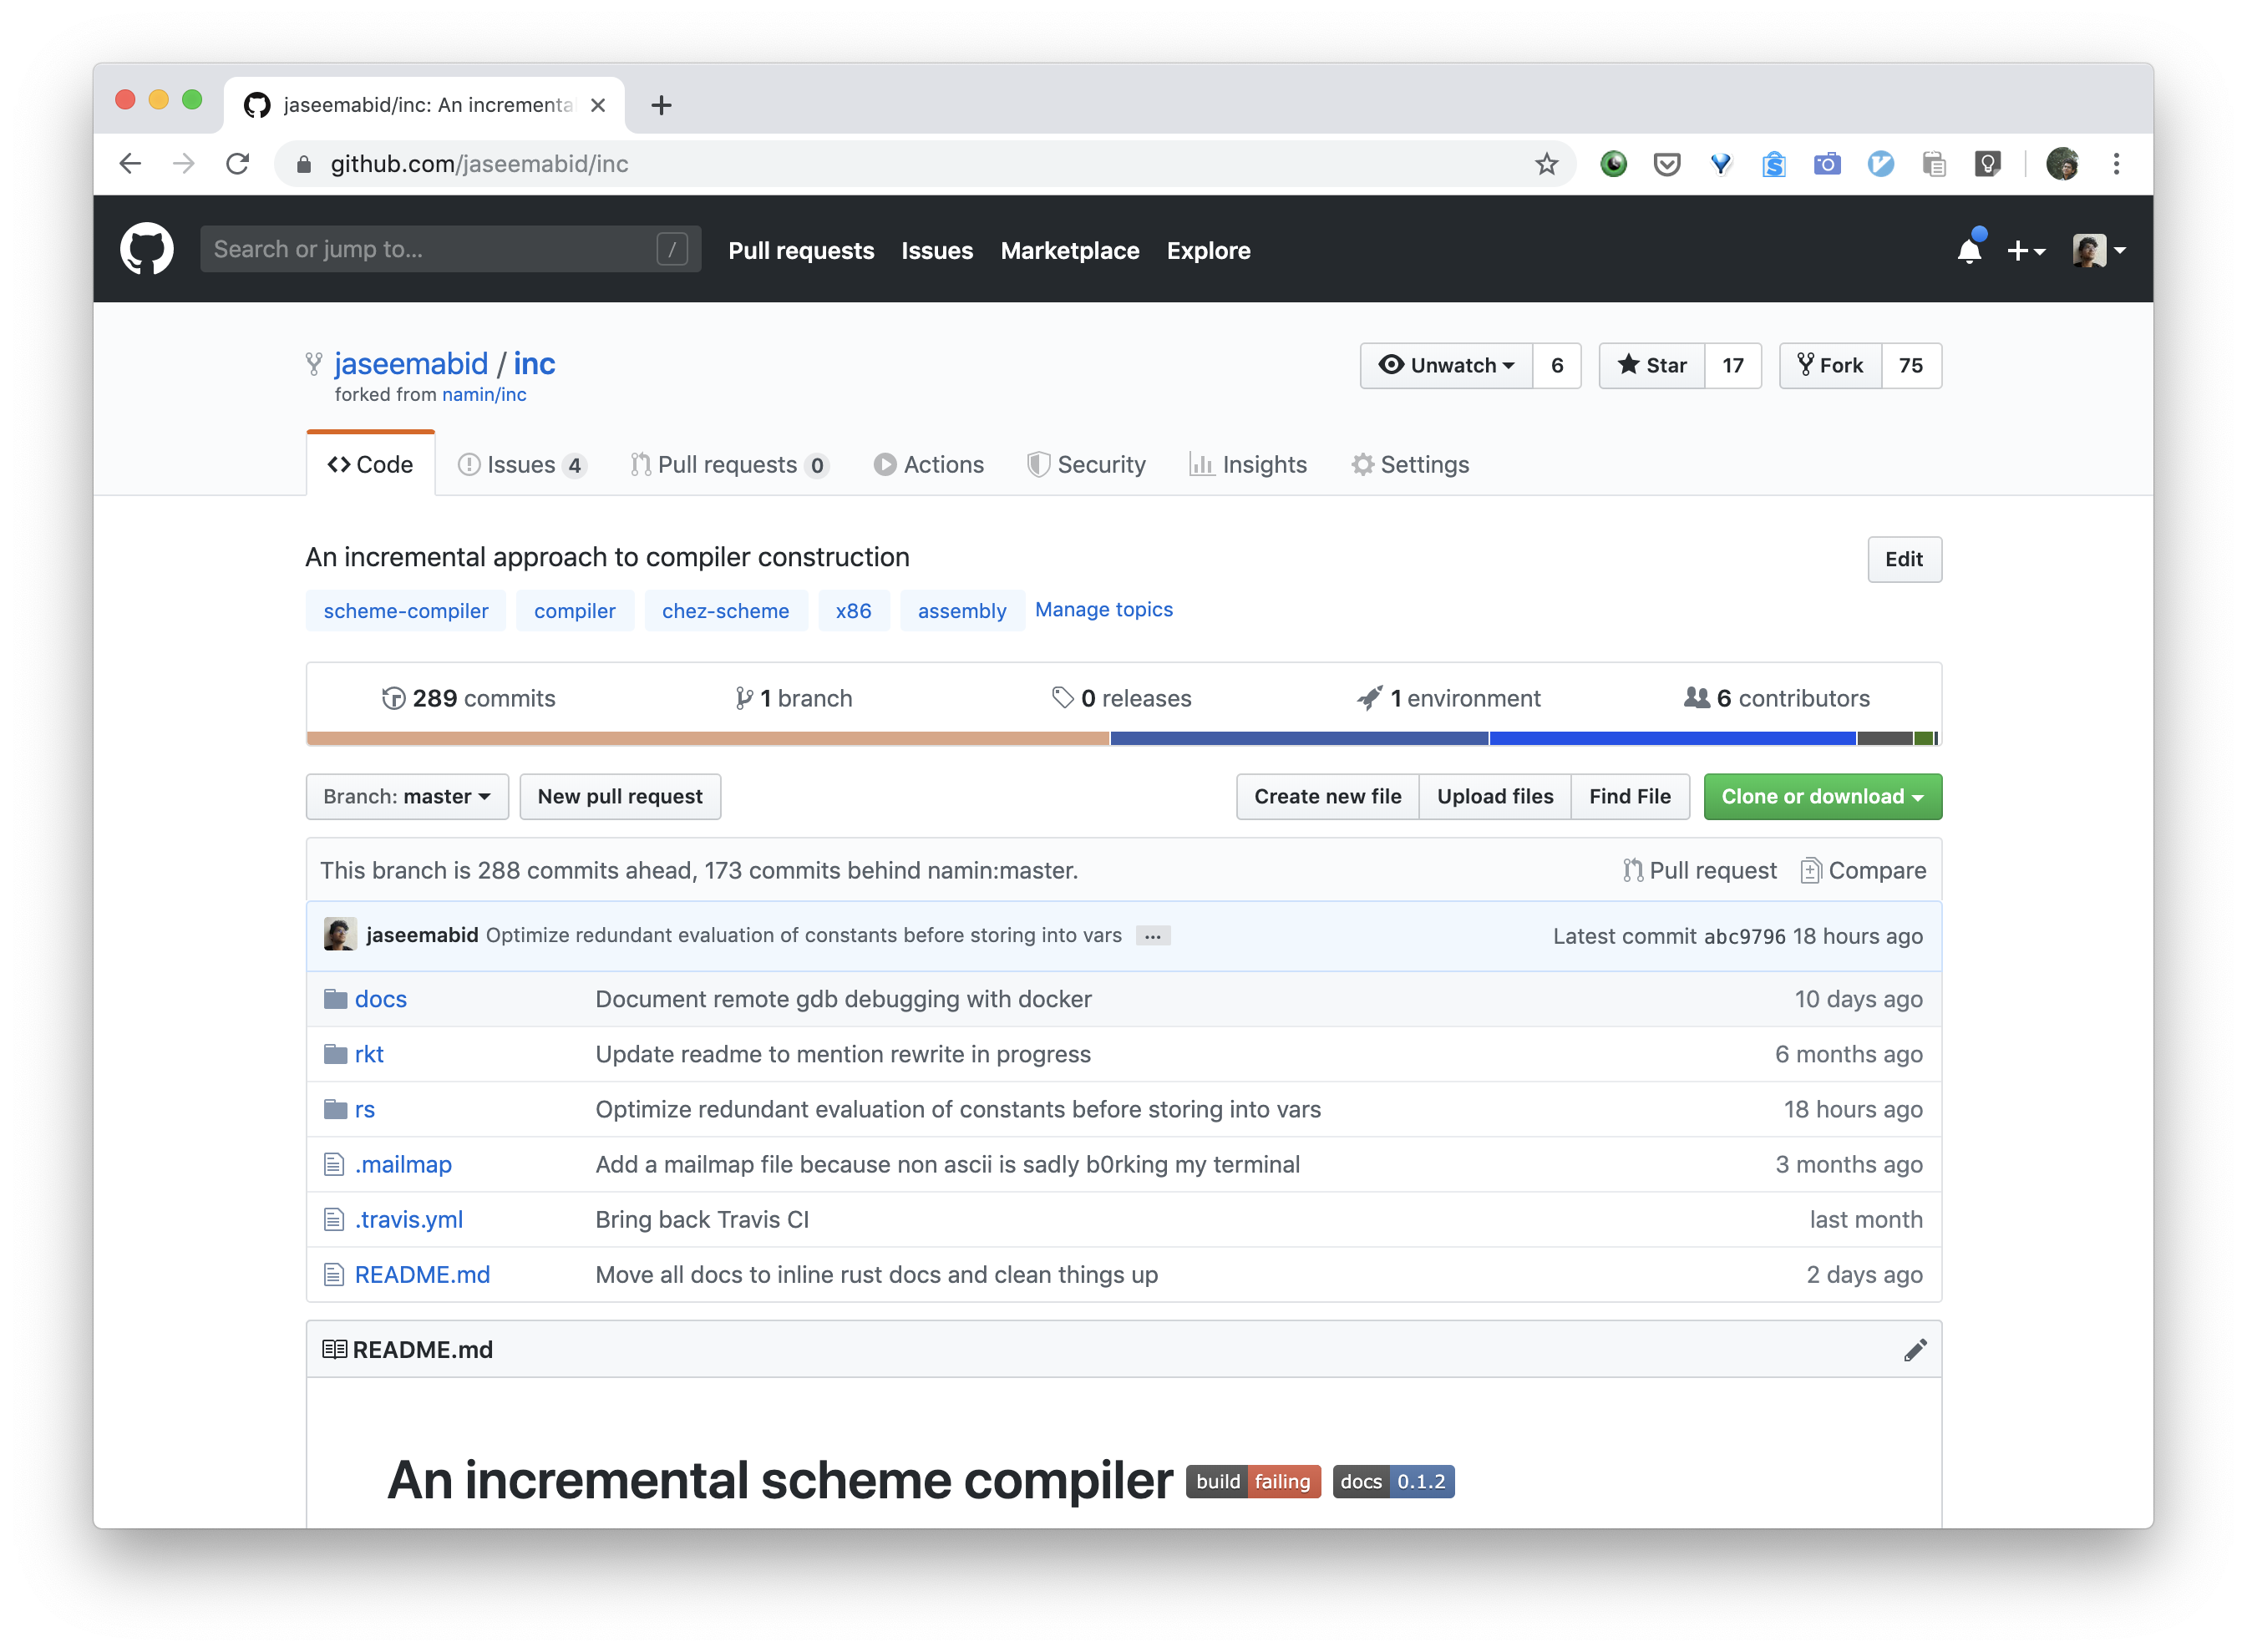 jaseemabid/inc: An incrementa
github.com/jaseemabid/inc
Search or jump to... /
Pull requests Issues Marketplace Explore
jaseemabid / inc
forked from namin/inc
Unwatch 6 Star 17 Fork 75
Code Issues 4 Pull requests 0 Actions Security Insights Settings
An incremental approach to compiler construction
Edit
scheme-compiler compiler chez-scheme x86 assembly Manage topics
289 commits 1 branch 0 releases 1 environment 6 contributors
Branch: master New pull request Create new file Upload files Find File Clone or download
This branch is 288 commits ahead, 173 commits behind namin:master. Pull request Compare
jaseemabid Optimize redundant evaluation of constants before storing into vars ... Latest commit abc9796 18 hours ago
docs Document remote gdb debugging with docker 10 days ago
rkt Update readme to mention rewrite in progress 6 months ago
rs Optimize redundant evaluation of constants before storing into vars 18 hours ago
.mailmap Add a mailmap file because non ascii is sadly b0rking my terminal 3 months ago
.travis.yml Bring back Travis CI last month
README.md Move all docs to inline rust docs and clean things up 2 days ago
README.md
An incremental scheme compiler build failing docs 0.1.2